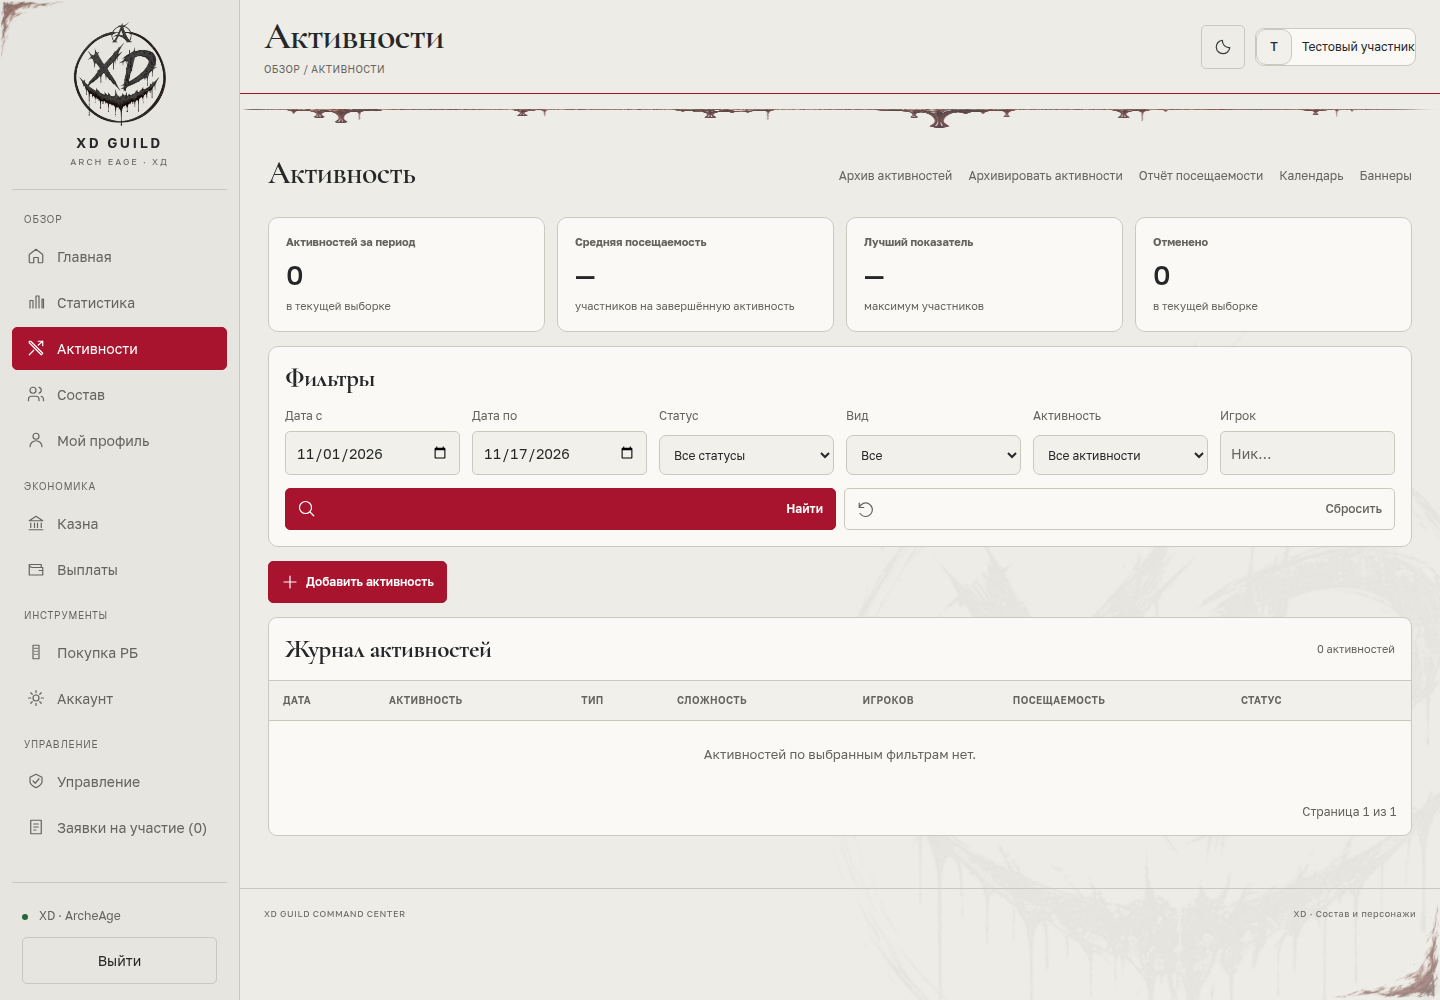 XD
XD GUILD
ARCH EAGE · ХД
ОБЗОР
Главная
Статистика
Активности
Состав
Мой профиль
ЭКОНОМИКА
Казна
Выплаты
ИНСТРУМЕНТЫ
Покупка РБ
Аккаунт
УПРАВЛЕНИЕ
Управление
Заявки на участие (0)
XD · ArcheAge
Выйти
Активности
ОБЗОР / АКТИВНОСТИ
Т Тестовый участник
Активность
Архив активностей Архивировать активности Отчёт посещаемости Календарь Баннеры
Активностей за период
0
в текущей выборке
Средняя посещаемость
—
участников на завершённую активность
Лучший показатель
—
максимум участников
Отменено
0
в текущей выборке
Фильтры
Дата с Дата по Статус Вид Активность Игрок
11/01/2026 11/17/2026 Все статусы Все Все активности Ник...
Найти Сбросить
Добавить активность
Журнал активностей 0 активностей
ДАТА АКТИВНОСТЬ ТИП СЛОЖНОСТЬ ИГРОКОВ ПОСЕЩАЕМОСТЬ СТАТУС
Активностей по выбранным фильтрам нет.
Страница 1 из 1
XD GUILD COMMAND CENTER XD · Состав и персонажи